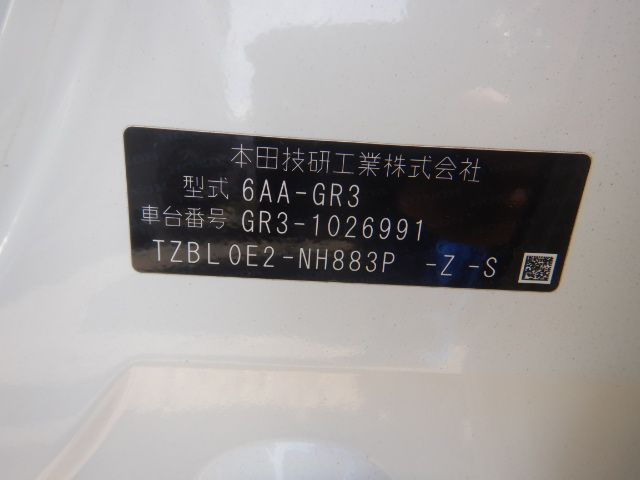 本田技研工業株式会社
型式 6AA-GR3
車台番号 GR3-1026991
TZBL0E2-NH883P -Z -S